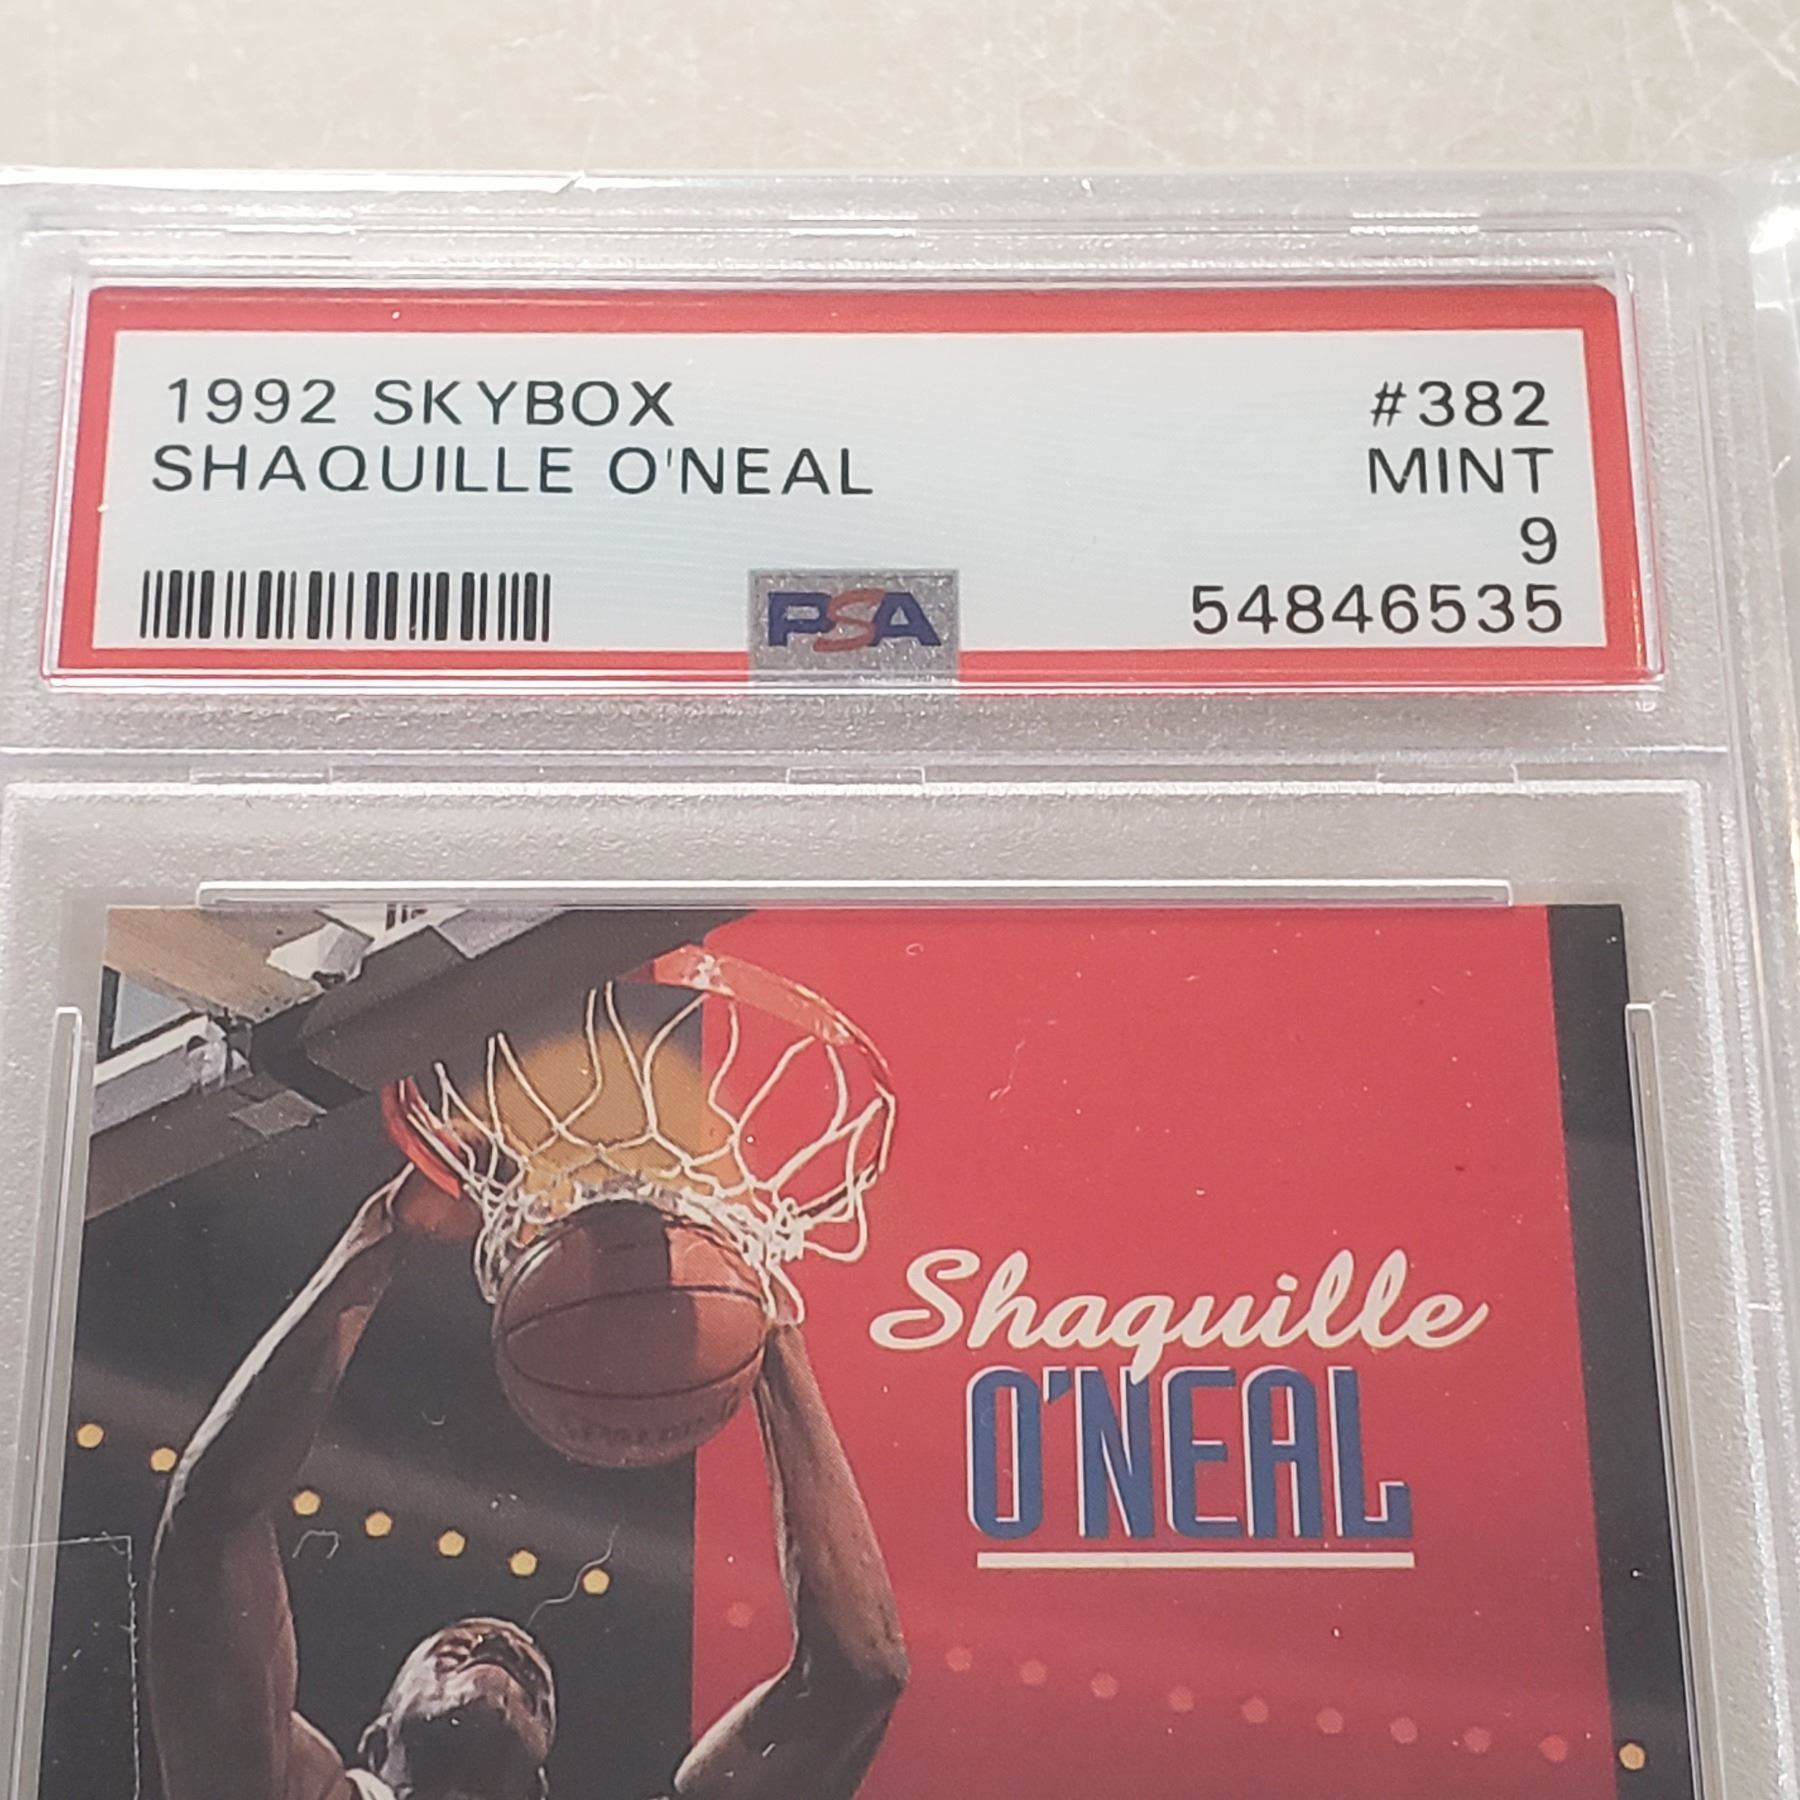 1992 SKYBOX #382
SHAQUILLE O'NEAL MINT
9
PSA 54846535
Shaquille
O'NEAL